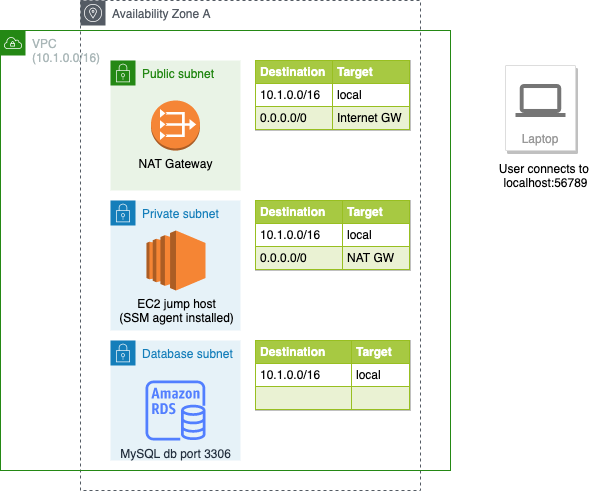 Availability Zone A
VPC
(10.1.0.0/16)
Public subnet
NAT Gateway
Destination Target
10.1.0.0/16 local
0.0.0.0/0 Internet GW
Laptop
User connects to
localhost:56789
Private subnet
EC2 jump host
(SSM agent installed)
Destination Target
10.1.0.0/16 local
0.0.0.0/0 NAT GW
Database subnet
Amazon
RDS
MySQL db port 3306
Destination Target
10.1.0.0/16 local